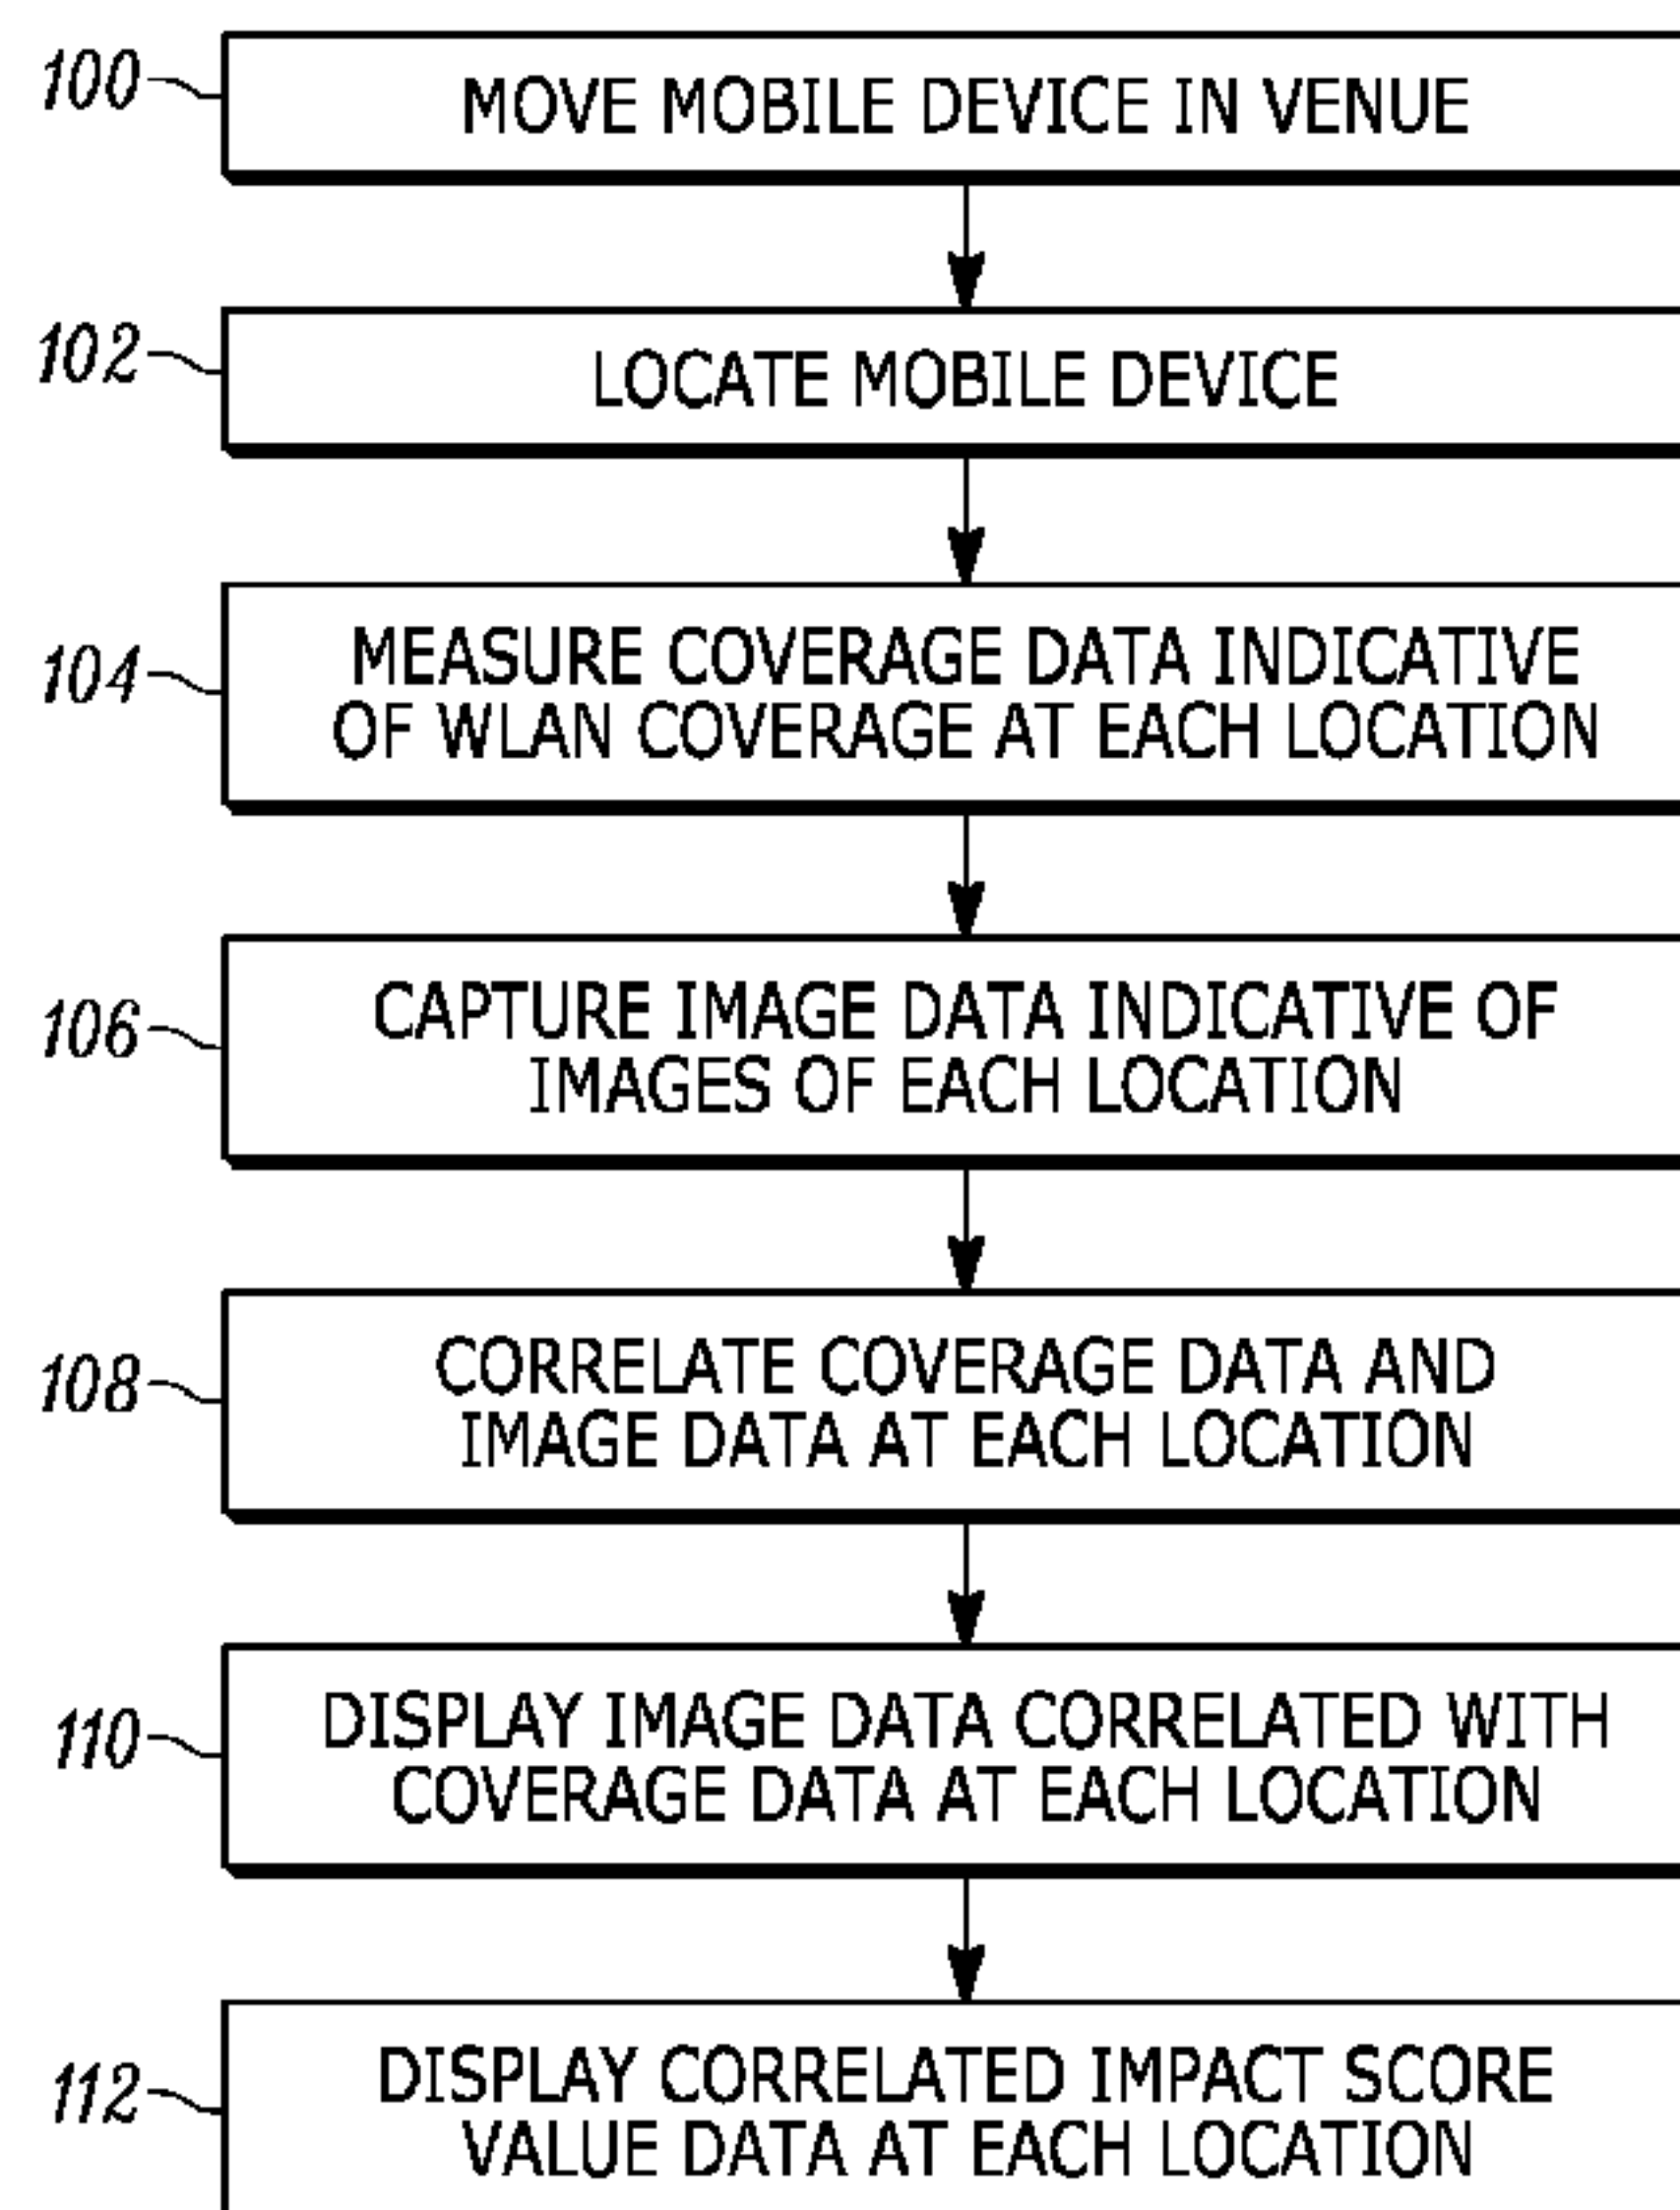 100
MOVE MOBILE DEVICE IN VENUE
102
LOCATE MOBILE DEVICE
104
MEASURE COVERAGE DATA INDICATIVE
OF WLAN COVERAGE AT EACH LOCATION
106
CAPTURE IMAGE DATA INDICATIVE OF
IMAGES OF EACH LOCATION
108
CORRELATE COVERAGE DATA AND
IMAGE DATA AT EACH LOCATION
110
DISPLAY IMAGE DATA CORRELATED WITH
COVERAGE DATA AT EACH LOCATION
112
DISPLAY CORRELATED IMPACT SCORE
VALUE DATA AT EACH LOCATION